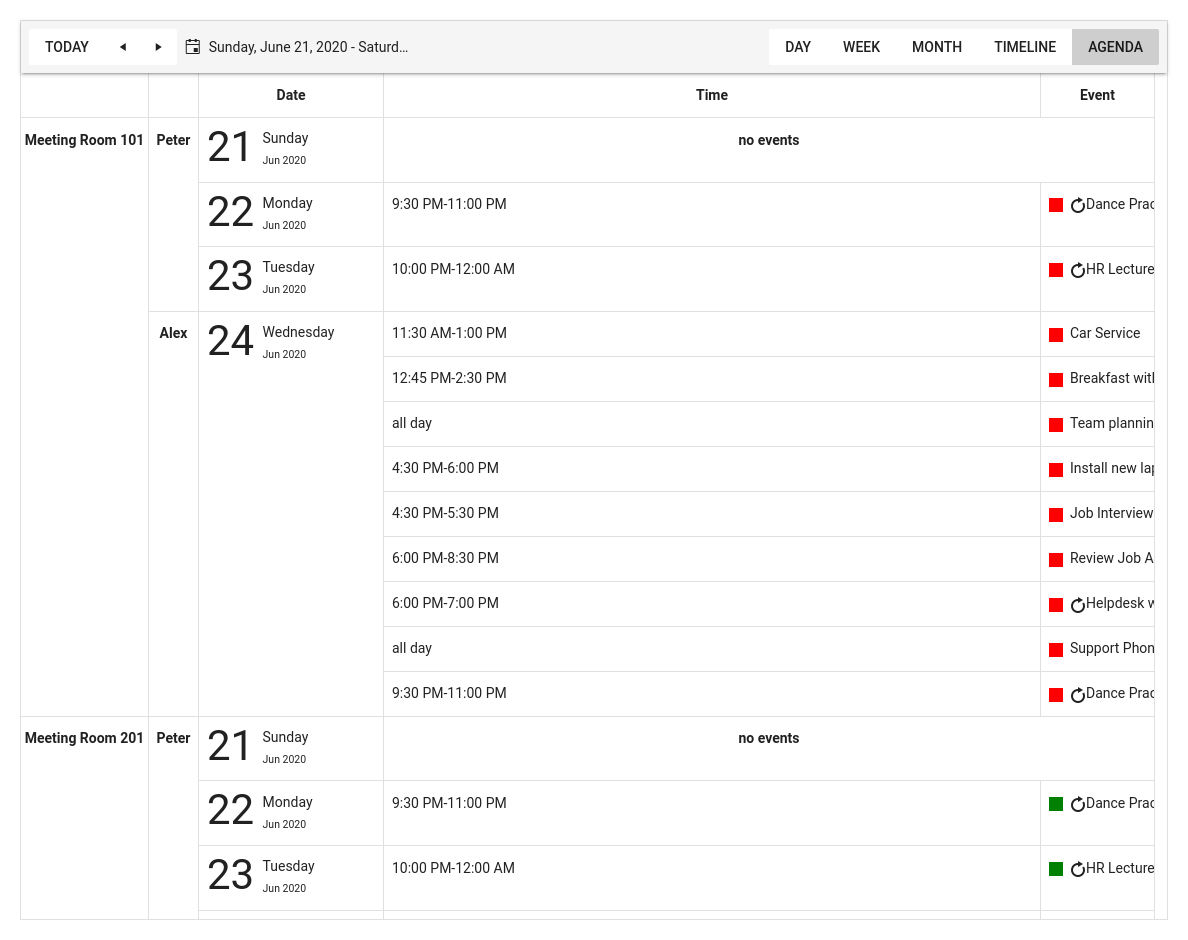 TODAY Sunday, June 21, 2020 - Saturd... DAY WEEK MONTH TIMELINE AGENDA
Date Time Event
Meeting Room 101 Peter 21 Sunday no events
Jun 2020
22 Monday 9:30 PM-11:00 PM Dance Prac
Jun 2020
23 Tuesday 10:00 PM-12:00 AM HR Lecture
Jun 2020
Alex 24 Wednesday 11:30 AM-1:00 PM Car Service
Jun 2020
12:45 PM-2:30 PM Breakfast with
all day Team plannin
4:30 PM-6:00 PM Install new lap
4:30 PM-5:30 PM Job Interview
6:00 PM-8:30 PM Review Job A
6:00 PM-7:00 PM Helpdesk w
all day Support Phon
9:30 PM-11:00 PM Dance Prac
Meeting Room 201 Peter 21 Sunday no events
Jun 2020
22 Monday 9:30 PM-11:00 PM Dance Prac
Jun 2020
23 Tuesday 10:00 PM-12:00 AM HR Lecture
Jun 2020